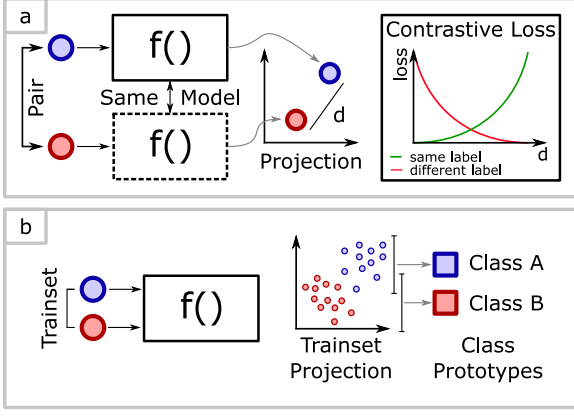 a
Pair
f()
Same Model
f()
d
Projection
Contrastive Loss
loss
d
same label
different label
b
Trainset
f()
Trainset
Projection
Class A
Class B
Class
Prototypes